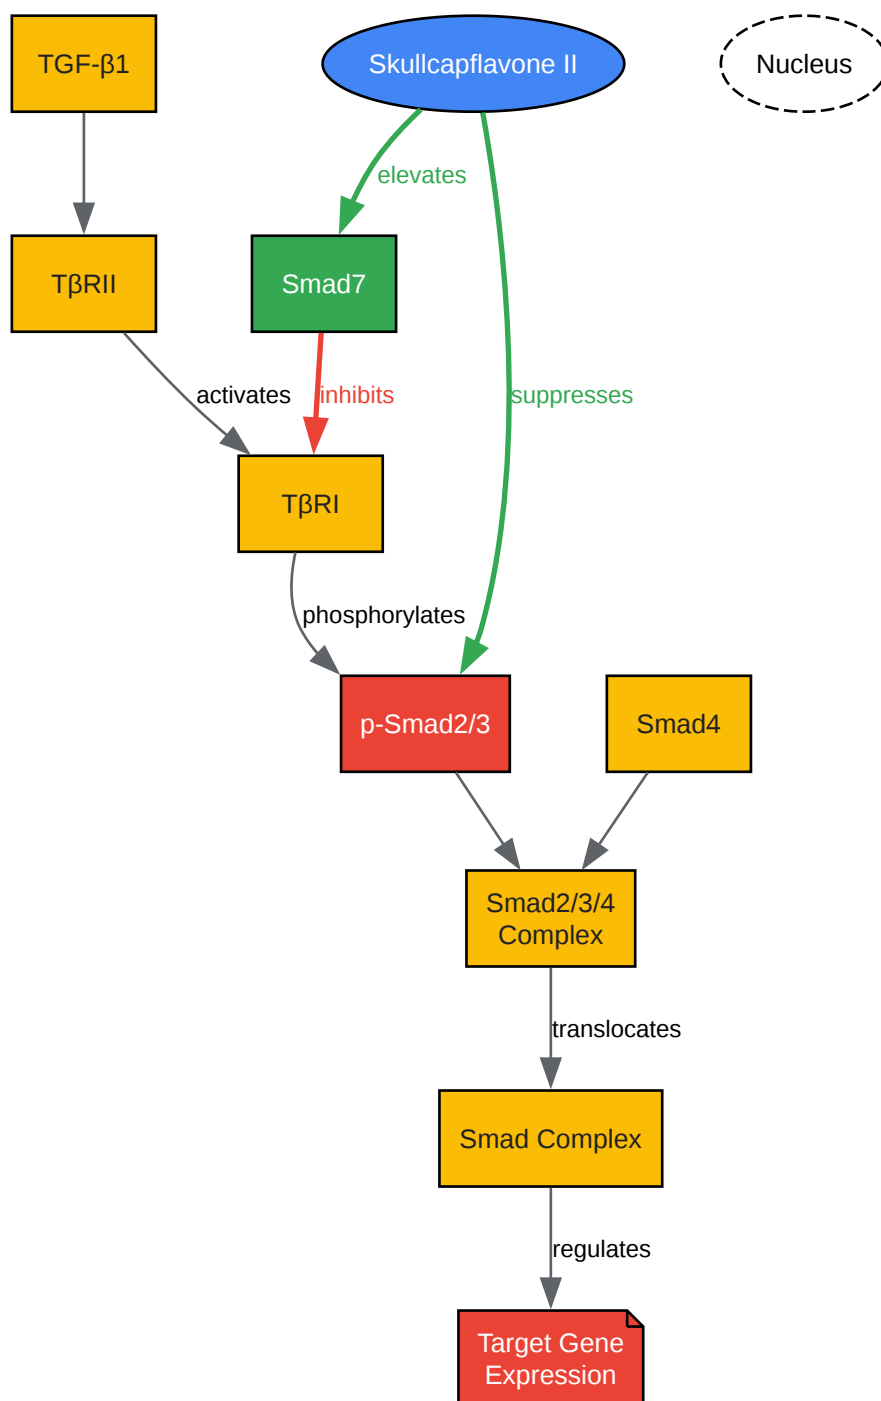 TGF-β1
Skullcapflavone II
Nucleus
elevates
TβRII
Smad7
activates
inhibits
suppresses
TβRI
phosphorylates
p-Smad2/3
Smad4
Smad2/3/4
Complex
translocates
Smad Complex
regulates
Target Gene
Expression